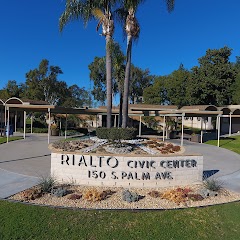 RIALTO CIVIC CENTER
150 S. PALM AVE.